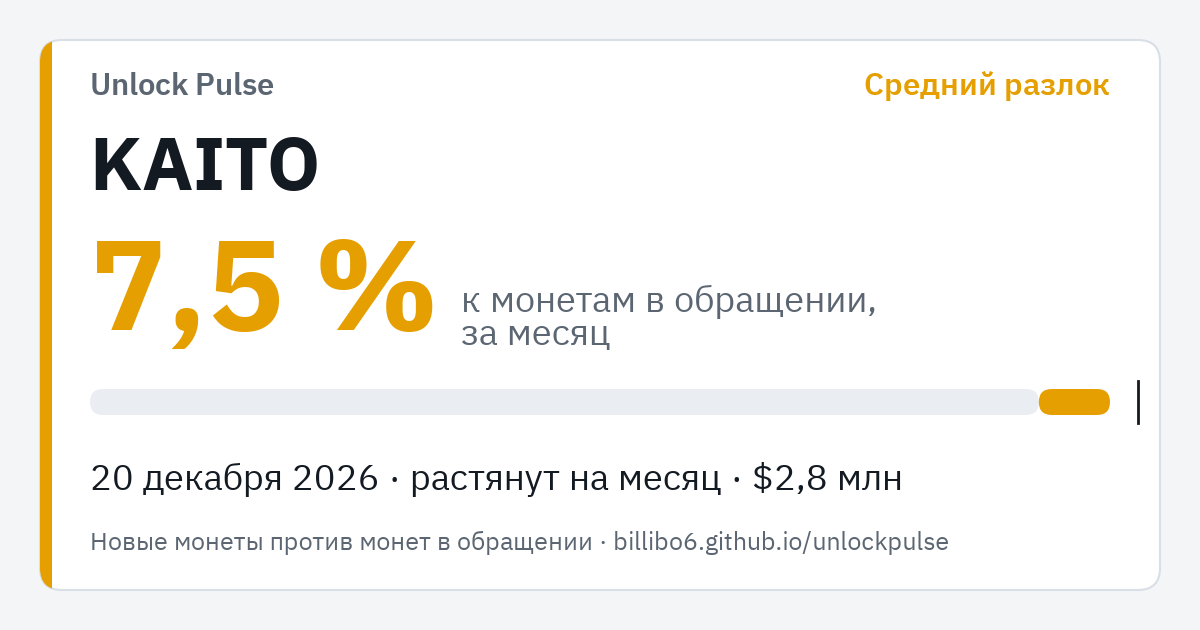 Unlock Pulse
Средний разлок
KAITO
7,5 %
к монетам в обращении,
за месяц
20 декабря 2026 · растянут на месяц · $2,8 млн
Новые монеты против монет в обращении · billibo6.github.io/unlockpulse